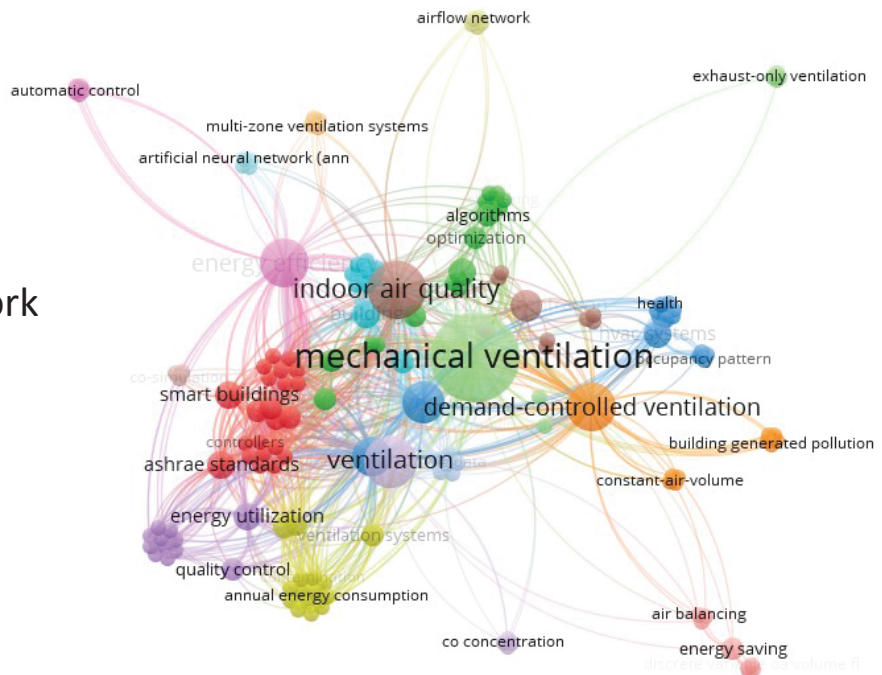 airflow network
exhaust-only ventilation
automatic control
multi-zone ventilation systems
artificial neural network (ann
algorithms
optimization
energy efficiency
indoor air quality
health
building
hvac systems
mechanical ventilation
occupancy pattern
co-simulation
smart buildings
demand-controlled ventilation
controllers
building generated pollution
ashrae standards
ventilation
constant-air-volume
energy utilization
ventilation systems
quality control
annual energy consumption
air balancing
co concentration
energy saving